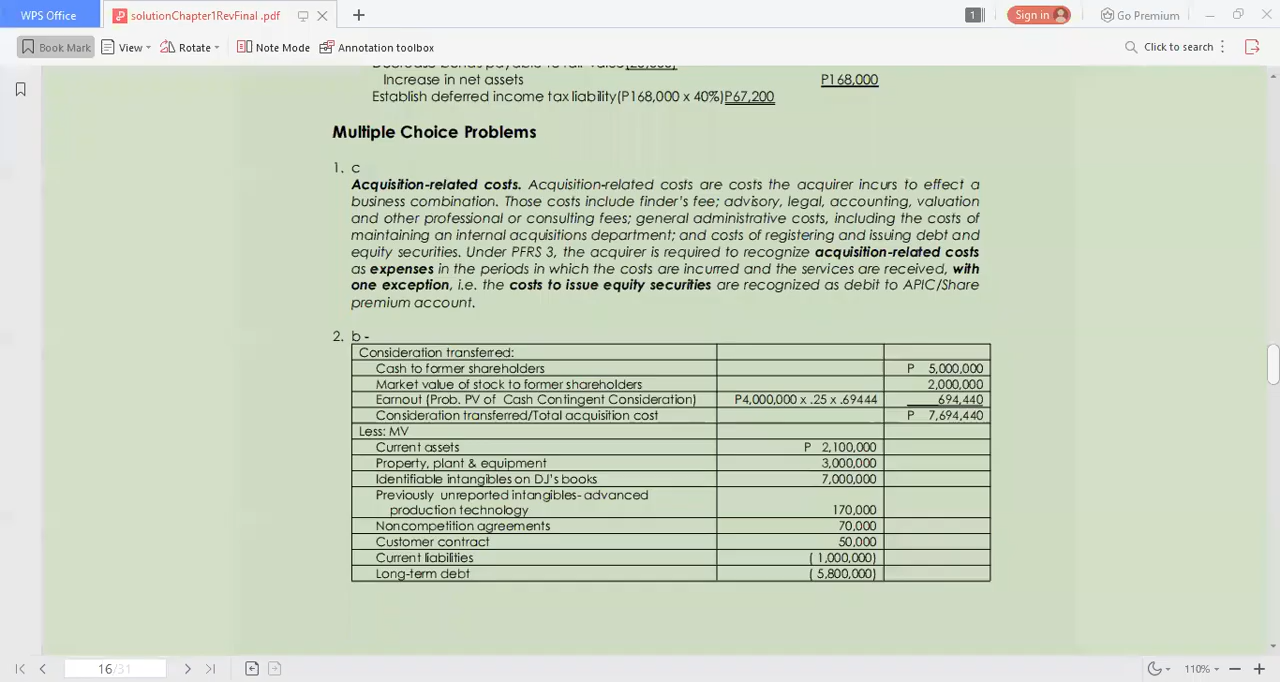 WPS Office
solutionChapter1RevFinal .pdf
1
Sign in
Go Premium
Book Mark
View
Rotate
Note Mode
Annotation toolbox
Click to search
Increase in net assets P168,000
Establish deferred income tax liability(P168,000 x 40%)P67,200
Multiple Choice Problems
1. c
Acquisition-related costs. Acquisition-related costs are costs the acquirer incurs to effect a
business combination. Those costs include finder's fee; advisory, legal, accounting, valuation
and other professional or consulting fees; general administrative costs, including the costs of
maintaining an internal acquisitions department; and costs of registering and issuing debt and
equity securities. Under PFRS 3, the acquirer is required to recognize acquisition-related costs
as expenses in the periods in which the costs are incurred and the services are received, with
one exception, i.e. the costs to issue equity securities are recognized as debit to APIC/Share
premium account.
2. b -
Consideration transferred:
Cash to former shareholders P 5,000,000
Market value of stock to former shareholders 2,000,000
Earnout (Prob. PV of Cash Contingent Consideration) P4,000,000 x .25 x .69444 694,440
Consideration transferred/Total acquisition cost P 7,694,440
Less: MV
Current assets P 2,100,000
Property, plant & equipment 3,000,000
Identifiable intangibles on DJ's books 7,000,000
Previously unreported intangibles- advanced
production technology 170,000
Noncompetition agreements 70,000
Customer contract 50,000
Current liabilities ( 1,000,000)
Long-term debt ( 5,800,000)
16/31
110%